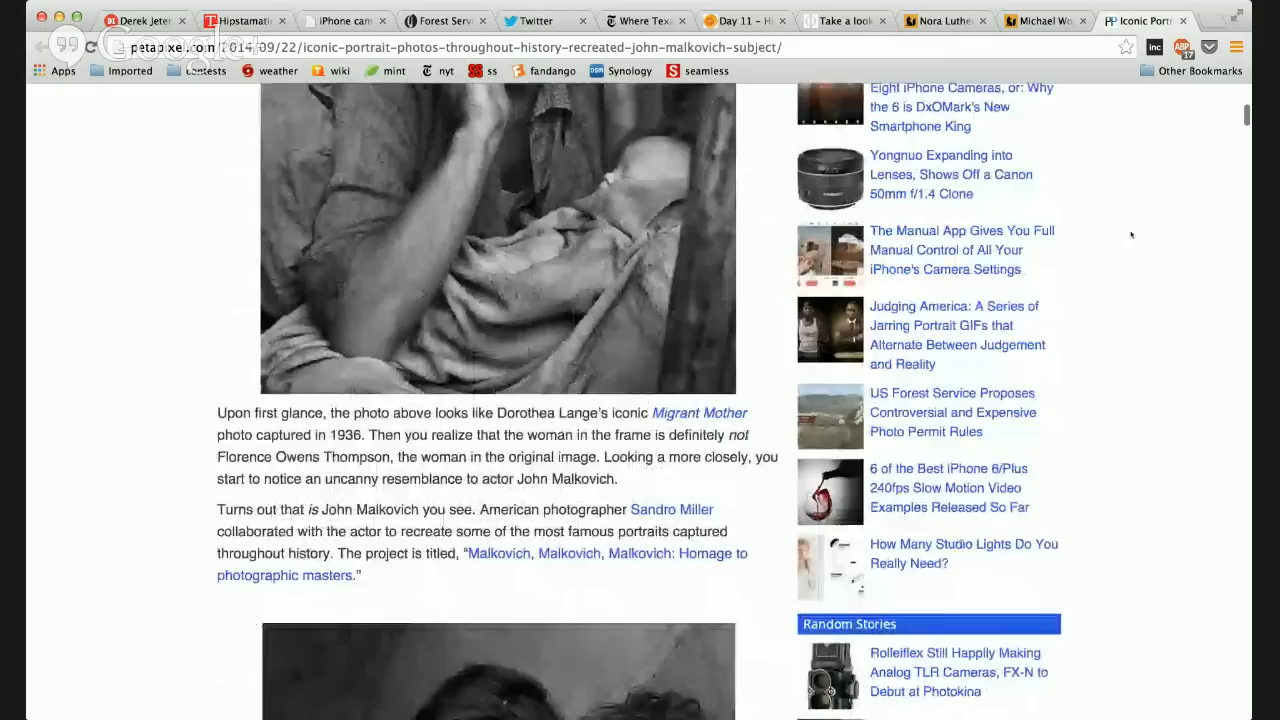 Derek Jeter
Hipstamatic
iPhone cam
Forest Servi
Twitter
Where Texa
Day 11 -
Take a look
Nora Luthe
Michael Wo
Iconic Portr
Google+
petapixel.com/2014/09/22/iconic-portrait-photos-throughout-history-recreated-john-malkovich-subject/
inc
ABP
17
Apps
Imported
contests
weather
wiki
mint
nyt
ss
fandango
Synology
seamless
Other Bookmarks
Upon first glance, the photo above looks like Dorothea Lange's iconic Migrant Mother
photo captured in 1936. Then you realize that the woman in the frame is definitely not
Florence Owens Thompson, the woman in the original image. Looking a more closely, you
start to notice an uncanny resemblance to actor John Malkovich.
Turns out that is John Malkovich you see. American photographer Sandro Miller
collaborated with the actor to recreate some of the most famous portraits captured
throughout history. The project is titled, “Malkovich, Malkovich, Malkovich: Homage to
photographic masters.”
Eight iPhone Cameras, or: Why
the 6 is DxOMark's New
Smartphone King
Yongnuo Expanding into
Lenses, Shows Off a Canon
50mm f/1.4 Clone
The Manual App Gives You Full
Manual Control of All Your
iPhone's Camera Settings
Judging America: A Series of
Jarring Portrait GIFs that
Alternate Between Judgement
and Reality
US Forest Service Proposes
Controversial and Expensive
Photo Permit Rules
6 of the Best iPhone 6/Plus
240fps Slow Motion Video
Examples Released So Far
How Many Studio Lights Do You
Really Need?
Random Stories
Rolleiflex Still Happily Making
Analog TLR Cameras, FX-N to
Debut at Photokina